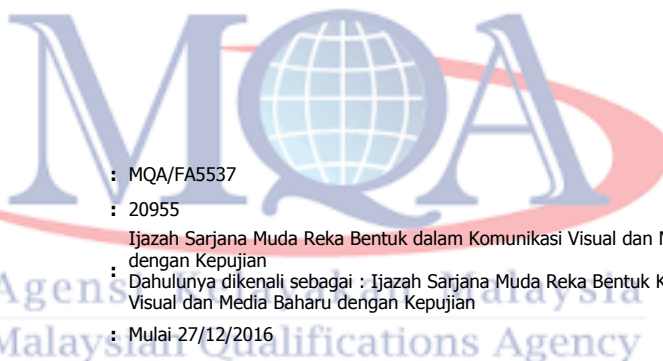 MQA
: MQA/FA5537
: 20955
Ijazah Sarjana Muda Reka Bentuk dalam Komunikasi Visual dan M
dengan Kepujian
: Dahulunya dikenali sebagai : Ijazah Sarjana Muda Reka Bentuk K
Visual dan Media Baharu dengan Kepujian
Agensi Kelayakan Malaysia
: Mulai 27/12/2016
Malaysian Qualifications Agency